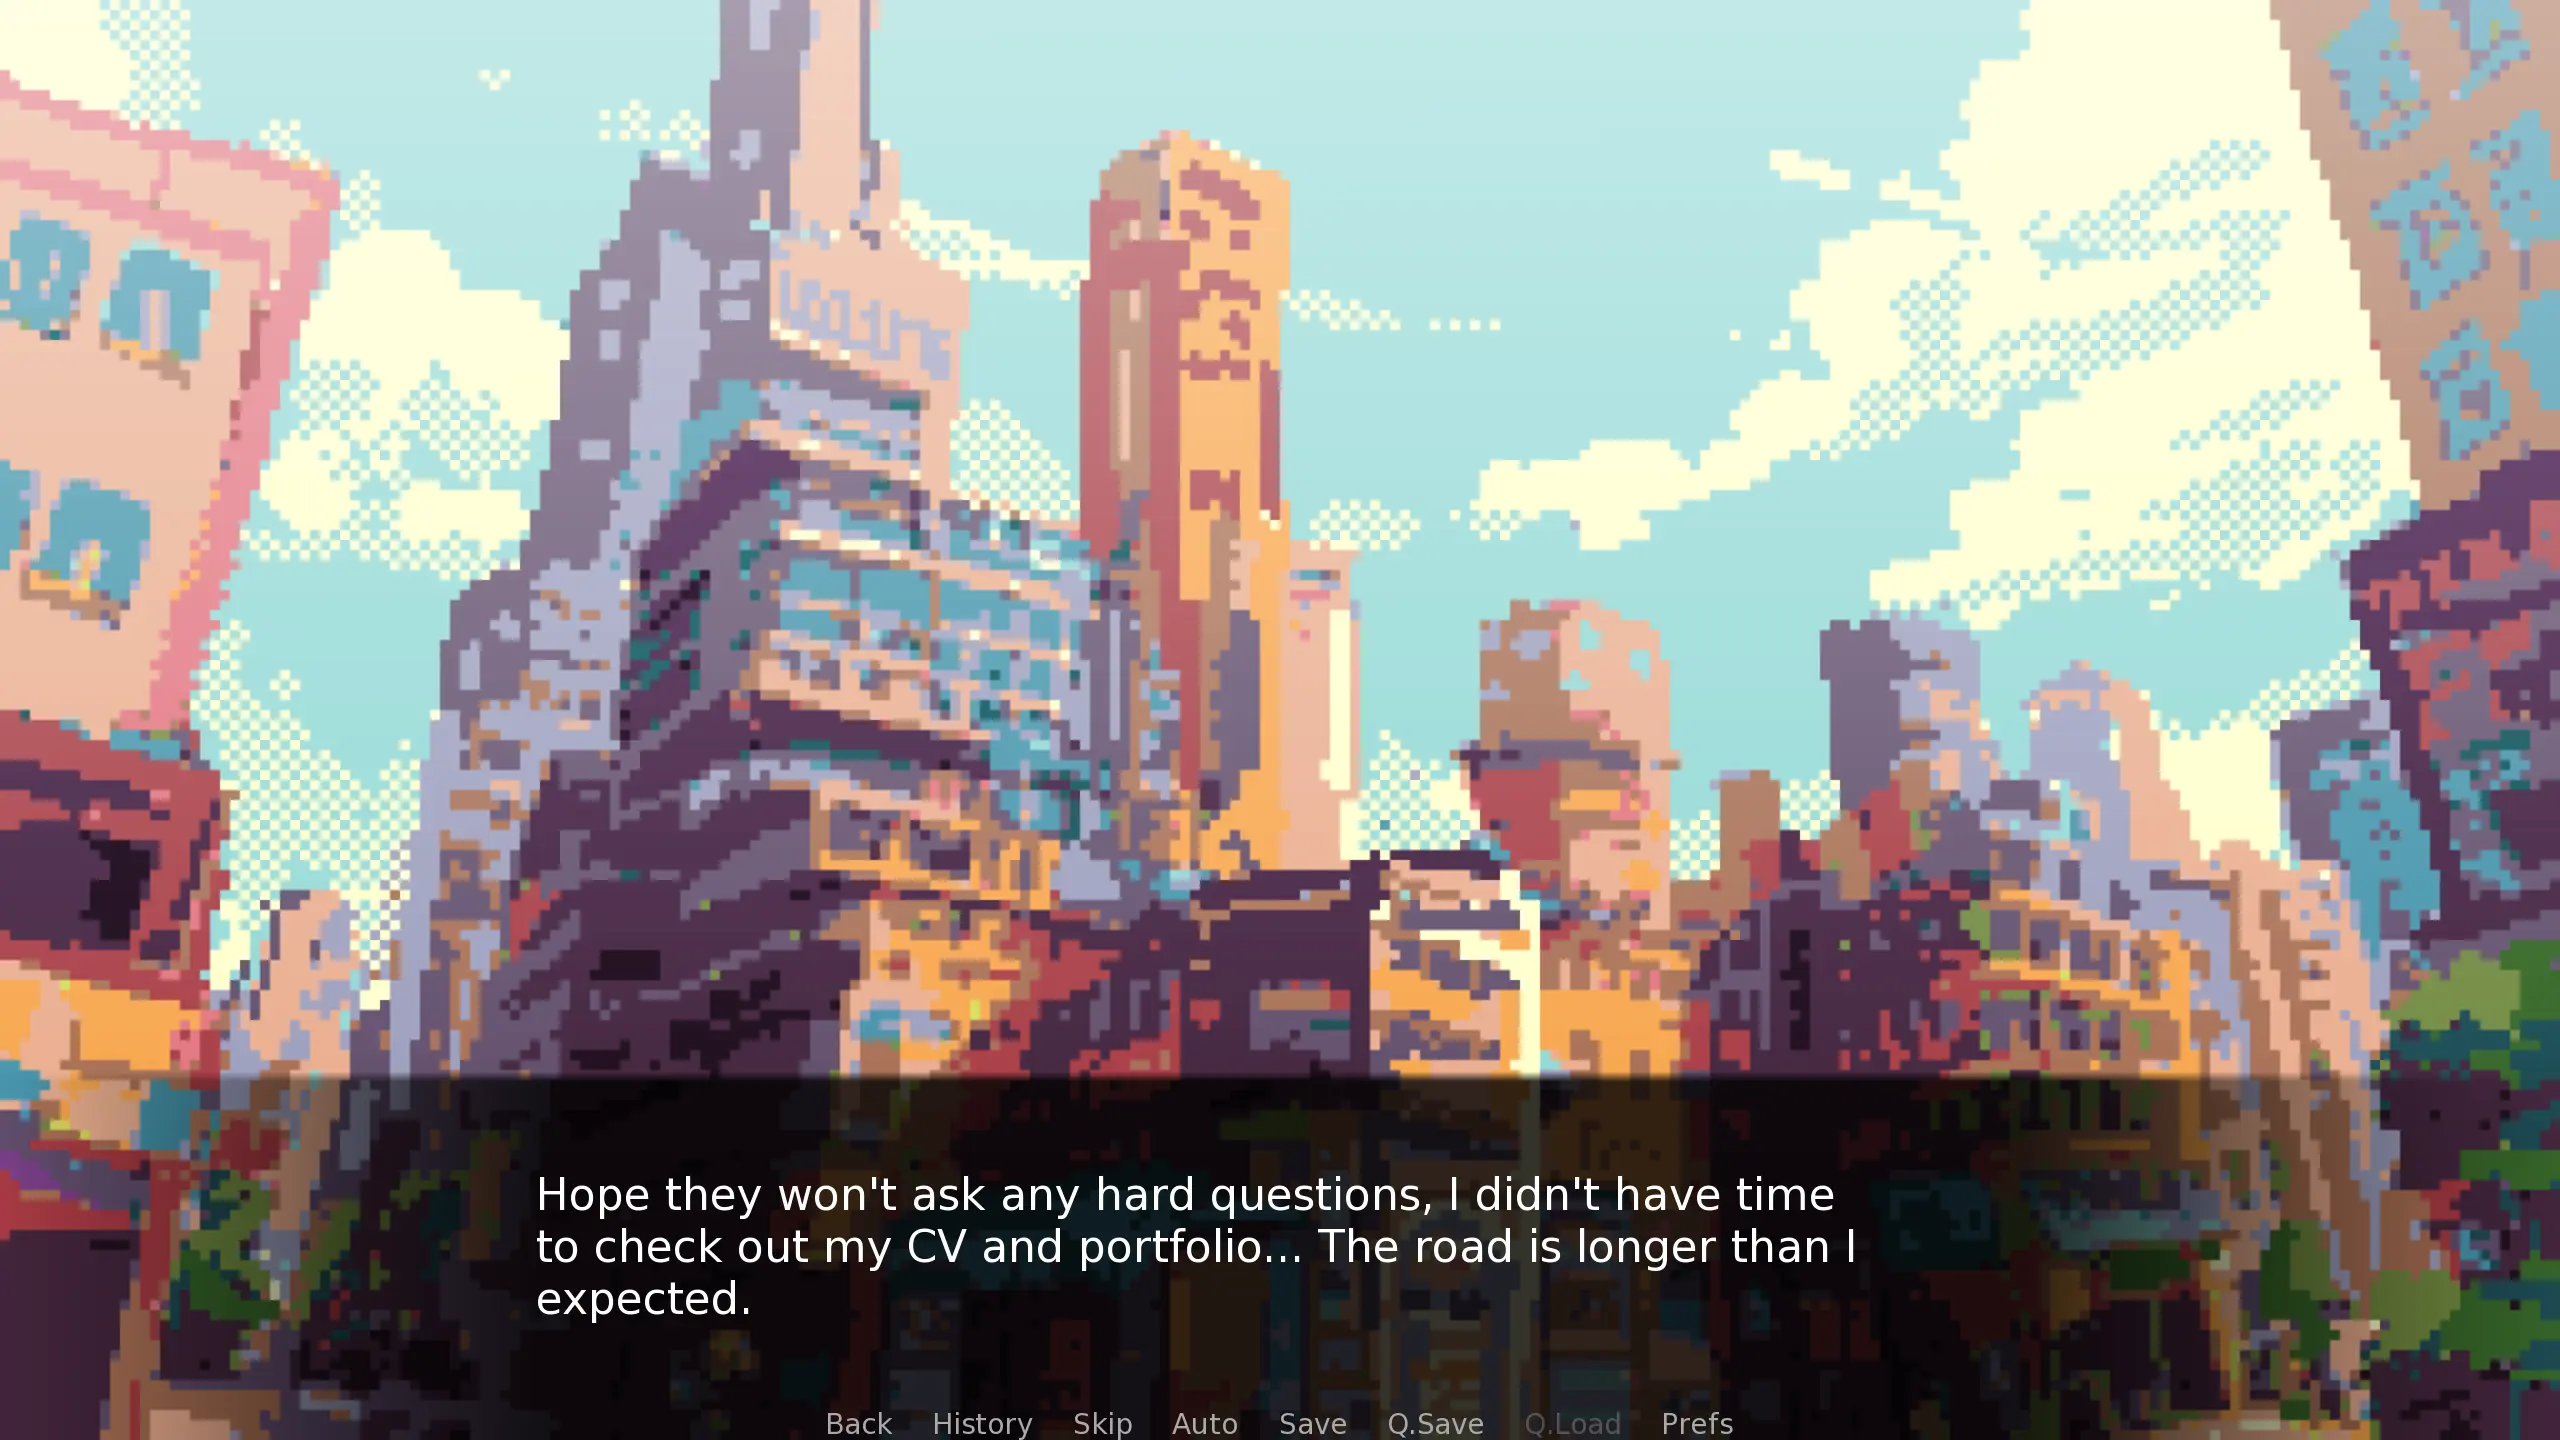 Hope they won't ask any hard questions, I didn't have time
to check out my CV and portfolio... The road is longer than I
expected.
Back History Skip Auto Save Q.Save Q.Load Prefs